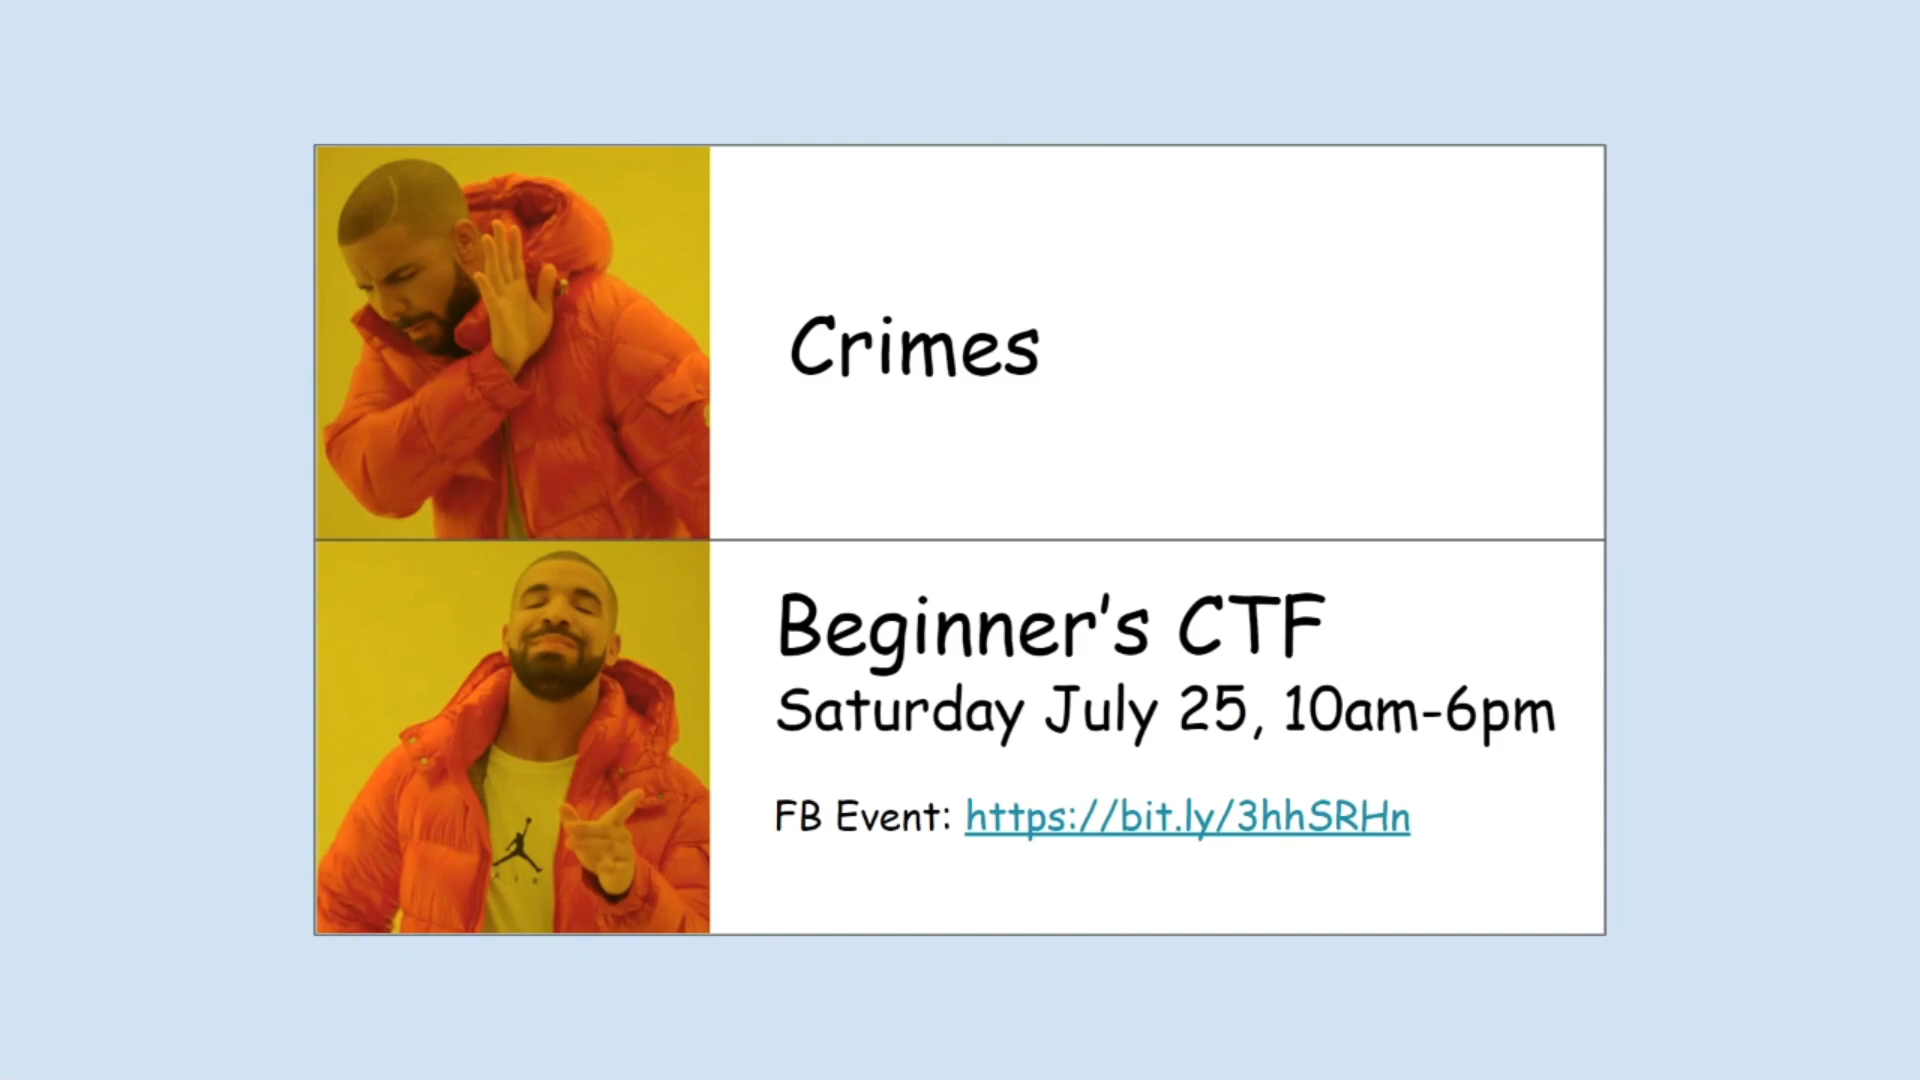 Crimes
Beginner's CTF
Saturday July 25, 10am-6pm
FB Event: https://bit.ly/3hhSRHn